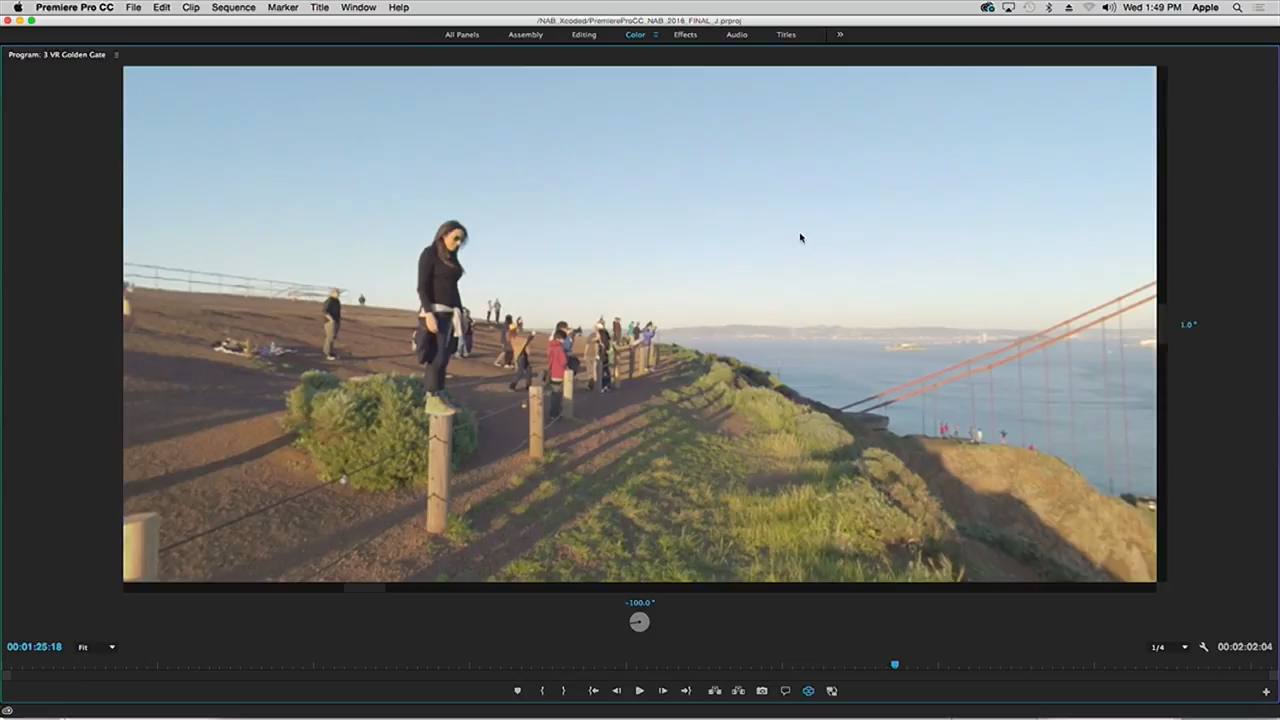 Premiere Pro CC File Edit Clip Sequence Marker Title Window Help Wed 1:49 PM Apple
/NAB_Xcoded/PremiereProCC_NAB_2016_FINAL_J.prproj
All Panels Assembly Editing Color Effects Audio Titles
Program: 3 VR Golden Gate
1.0 °
-100.0 °
00:01:25:18 Fit 1/4 00:02:02:04